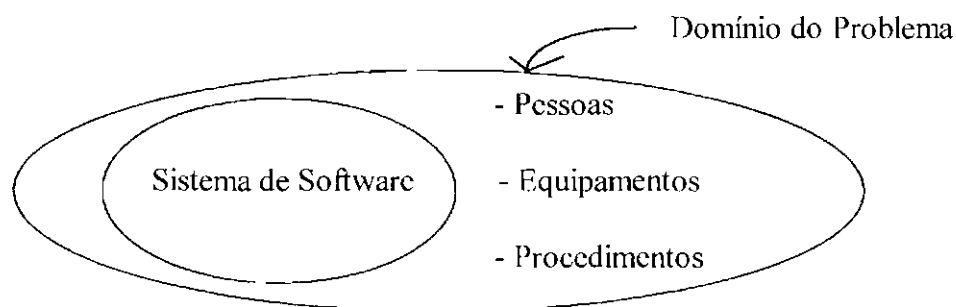 Domínio do Problema
- Pessoas
Sistema de Software
- Equipamentos
- Procedimentos